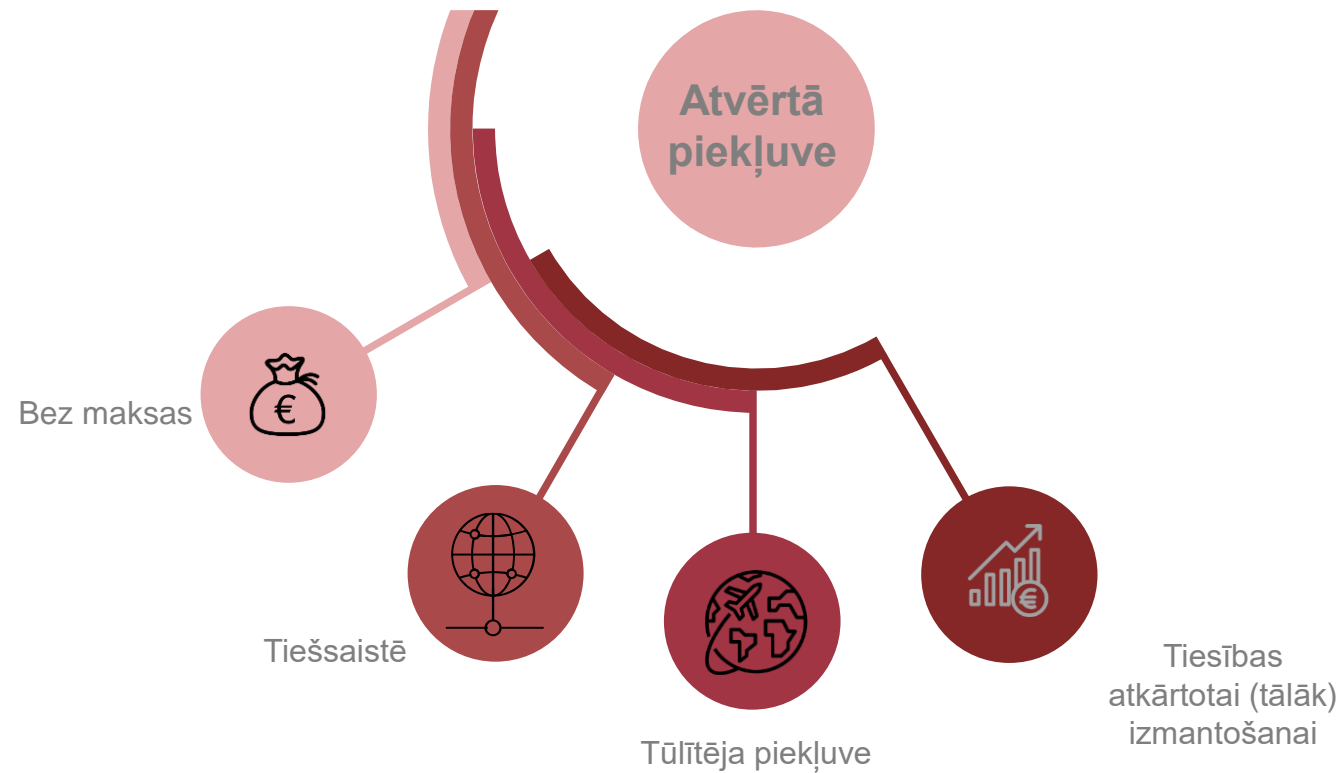 Atvērtā
piekļuve
Bez maksas
€
Tiešsaistē
Tūlītēja piekļuve
€
Tiesības
atkārtotai (tālāk)
izmantošanai